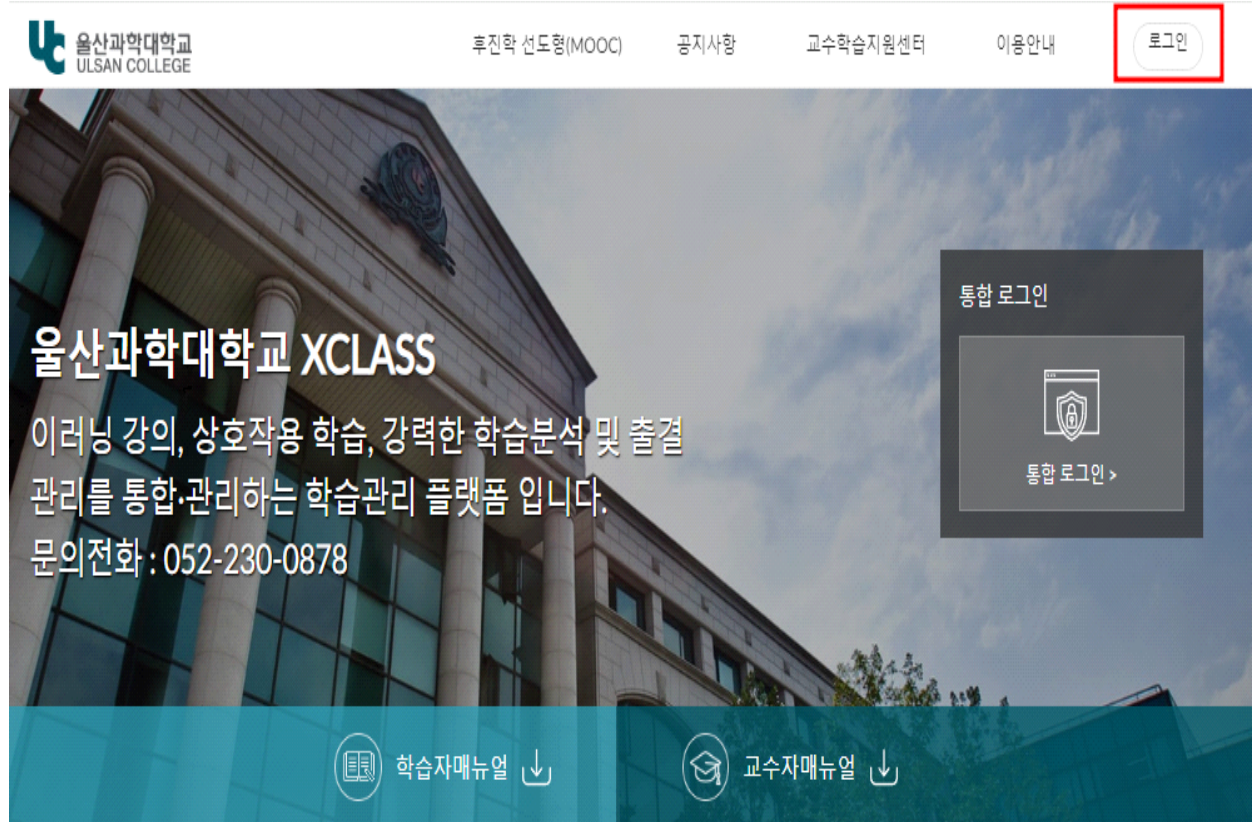 울산과학대학교
ULSAN COLLEGE
후진학 선도형(MOOC) 공지사항 교수학습지원센터 이용안내 로그인
울산과학대학교 XCLASS
이러닝 강의, 상호작용 학습, 강력한 학습분석 및 출결
관리를 통합·관리하는 학습관리 플랫폼 입니다.
문의전화 : 052-230-0878
통합 로그인
통합 로그인 >
학습자매뉴얼
교수자매뉴얼